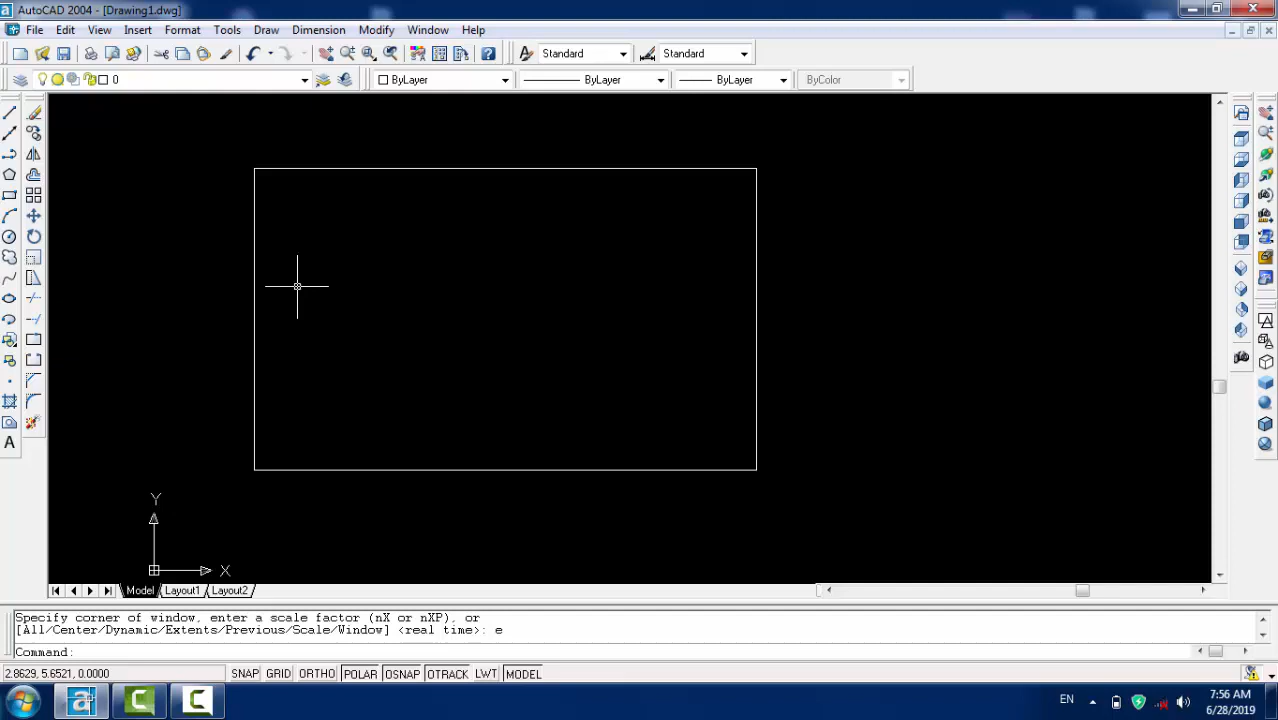 AutoCAD 2004 - [Drawing1.dwg]
File Edit View Insert Format Tools Draw Dimension Modify Window Help
Standard Standard
0 ByLayer ByLayer ByLayer ByColor
A
Y
X
Model Layout1 Layout2
Specify corner of window, enter a scale factor (nX or nXP), or
[All/Center/Dynamic/Extents/Previous/Scale/Window] <real time>: e
Command:
2.8629, 5.6521, 0.0000 SNAP GRID ORTHO POLAR OSNAP OTRACK LWT MODEL
EN 7:56 AM
6/28/2019